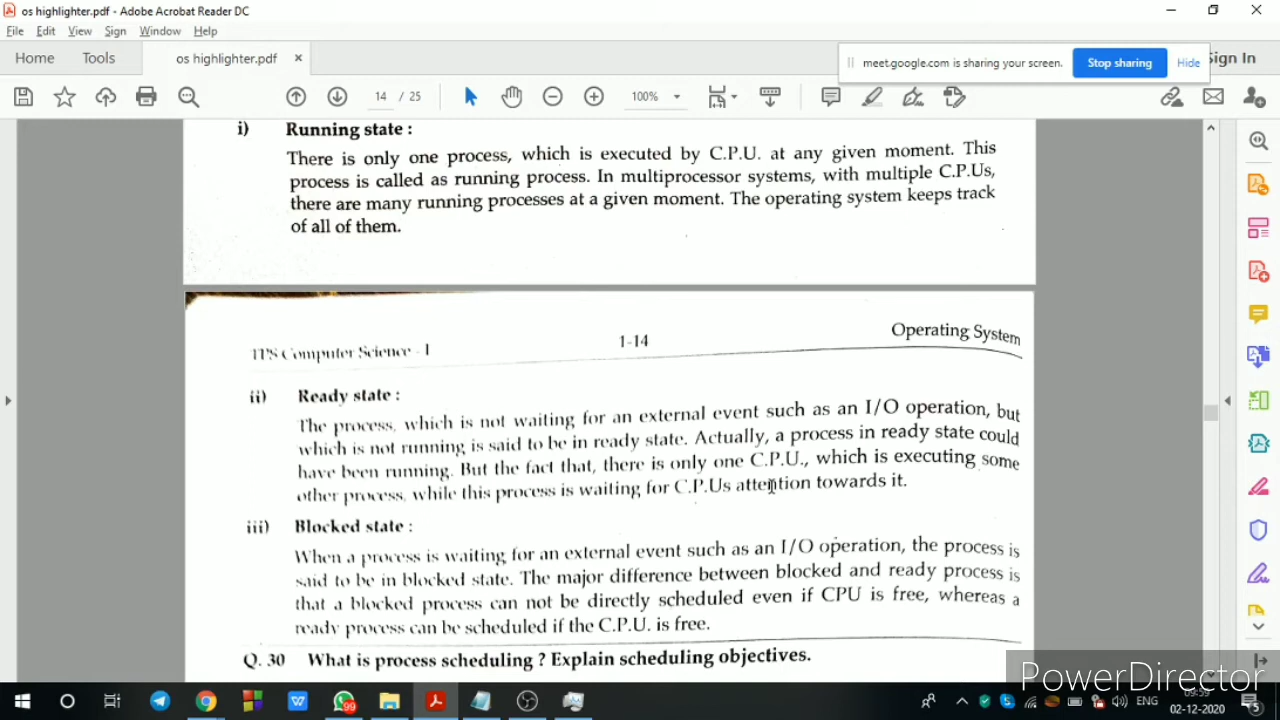 os highlighter.pdf - Adobe Acrobat Reader DC
File Edit View Sign Window Help
Home Tools os highlighter.pdf ×
meet.google.com is sharing your screen. Stop sharing Hide Sign In
14 / 25 100%
i) Running state :
There is only one process, which is executed by C.P.U. at any given moment. This
process is called as running process. In multiprocessor systems, with multiple C.P.Us,
there are many running processes at a given moment. The operating system keeps track
of all of them.
TPS Computer Science - I 1-14 Operating System
ii) Ready state :
The process, which is not waiting for an external event such as an I/O operation, but
which is not running is said to be in ready state. Actually, a process in ready state could
have been running. But the fact that, there is only one C.P.U., which is executing some
other process, while this process is waiting for C.P.Us attention towards it.
iii) Blocked state :
When a process is waiting for an external event such as an I/O operation, the process is
said to be in blocked state. The major difference between blocked and ready process is
that a blocked process can not be directly scheduled even if CPU is free, whereas a
ready process can be scheduled if the C.P.U. is free.
Q. 30 What is process scheduling ? Explain scheduling objectives.
PowerDirector
99 ENG 09:59
02-12-2020 5